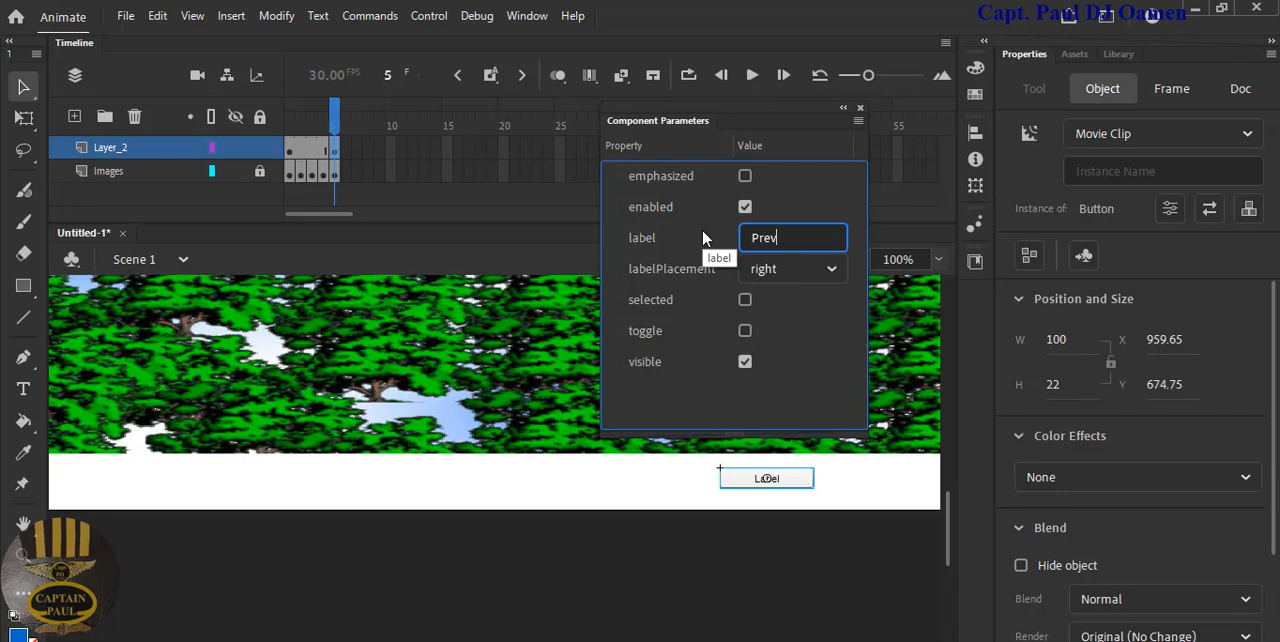 Animate
File Edit View Insert Modify Text Commands Control Debug Window Help
Capt. Paul DJ Oamen
1
Timeline
Properties Assets Library
30.00 FPS 5 F
Tool Object Frame Doc
10 15 20 25 55
Component Parameters
Movie Clip
Layer_2
Property Value
Images
Instance Name
emphasized
enabled
Instance of: Button
Untitled-1*
label Prev
label
Scene 1
100%
labelPlacement right
Position and Size
selected
toggle
W 100 X 959.65
visible
H 22 Y 674.75
Color Effects
Label
None
Blend
Hide object
Blend Normal
CAPTAIN
PAUL
Render Original (No Change)